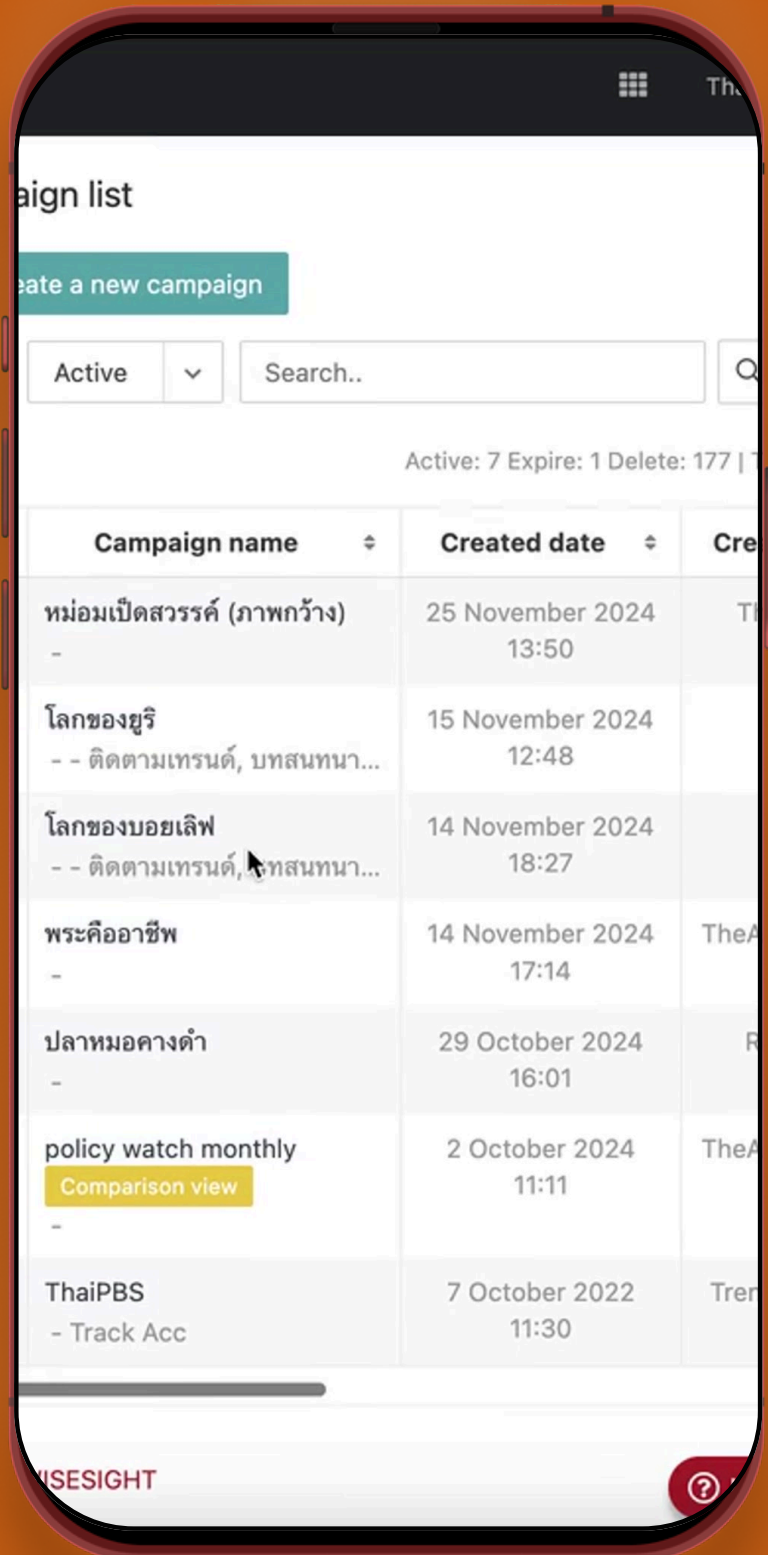 aign list
eate a new campaign
Active
Search..
Active: 7 Expire: 1 Delete: 177 |
Campaign name
Created date
Cre
หม่อมเป็ดสวรรค์ (ภาพกว้าง)
-
25 November 2024
13:50
โลกของยูริ
- - ติดตามเทรนด์, บทสนทนา...
15 November 2024
12:48
โลกของบอยเลิฟ
- - ติดตามเทรนด์, ทสนทนา...
14 November 2024
18:27
พระคืออาชีพ
-
14 November 2024
17:14
TheA
ปลาหมอคางดำ
-
29 October 2024
16:01
R
policy watch monthly
Comparison view
-
2 October 2024
11:11
TheA
ThaiPBS
- Track Acc
7 October 2022
11:30
Tren
ISESIGHT